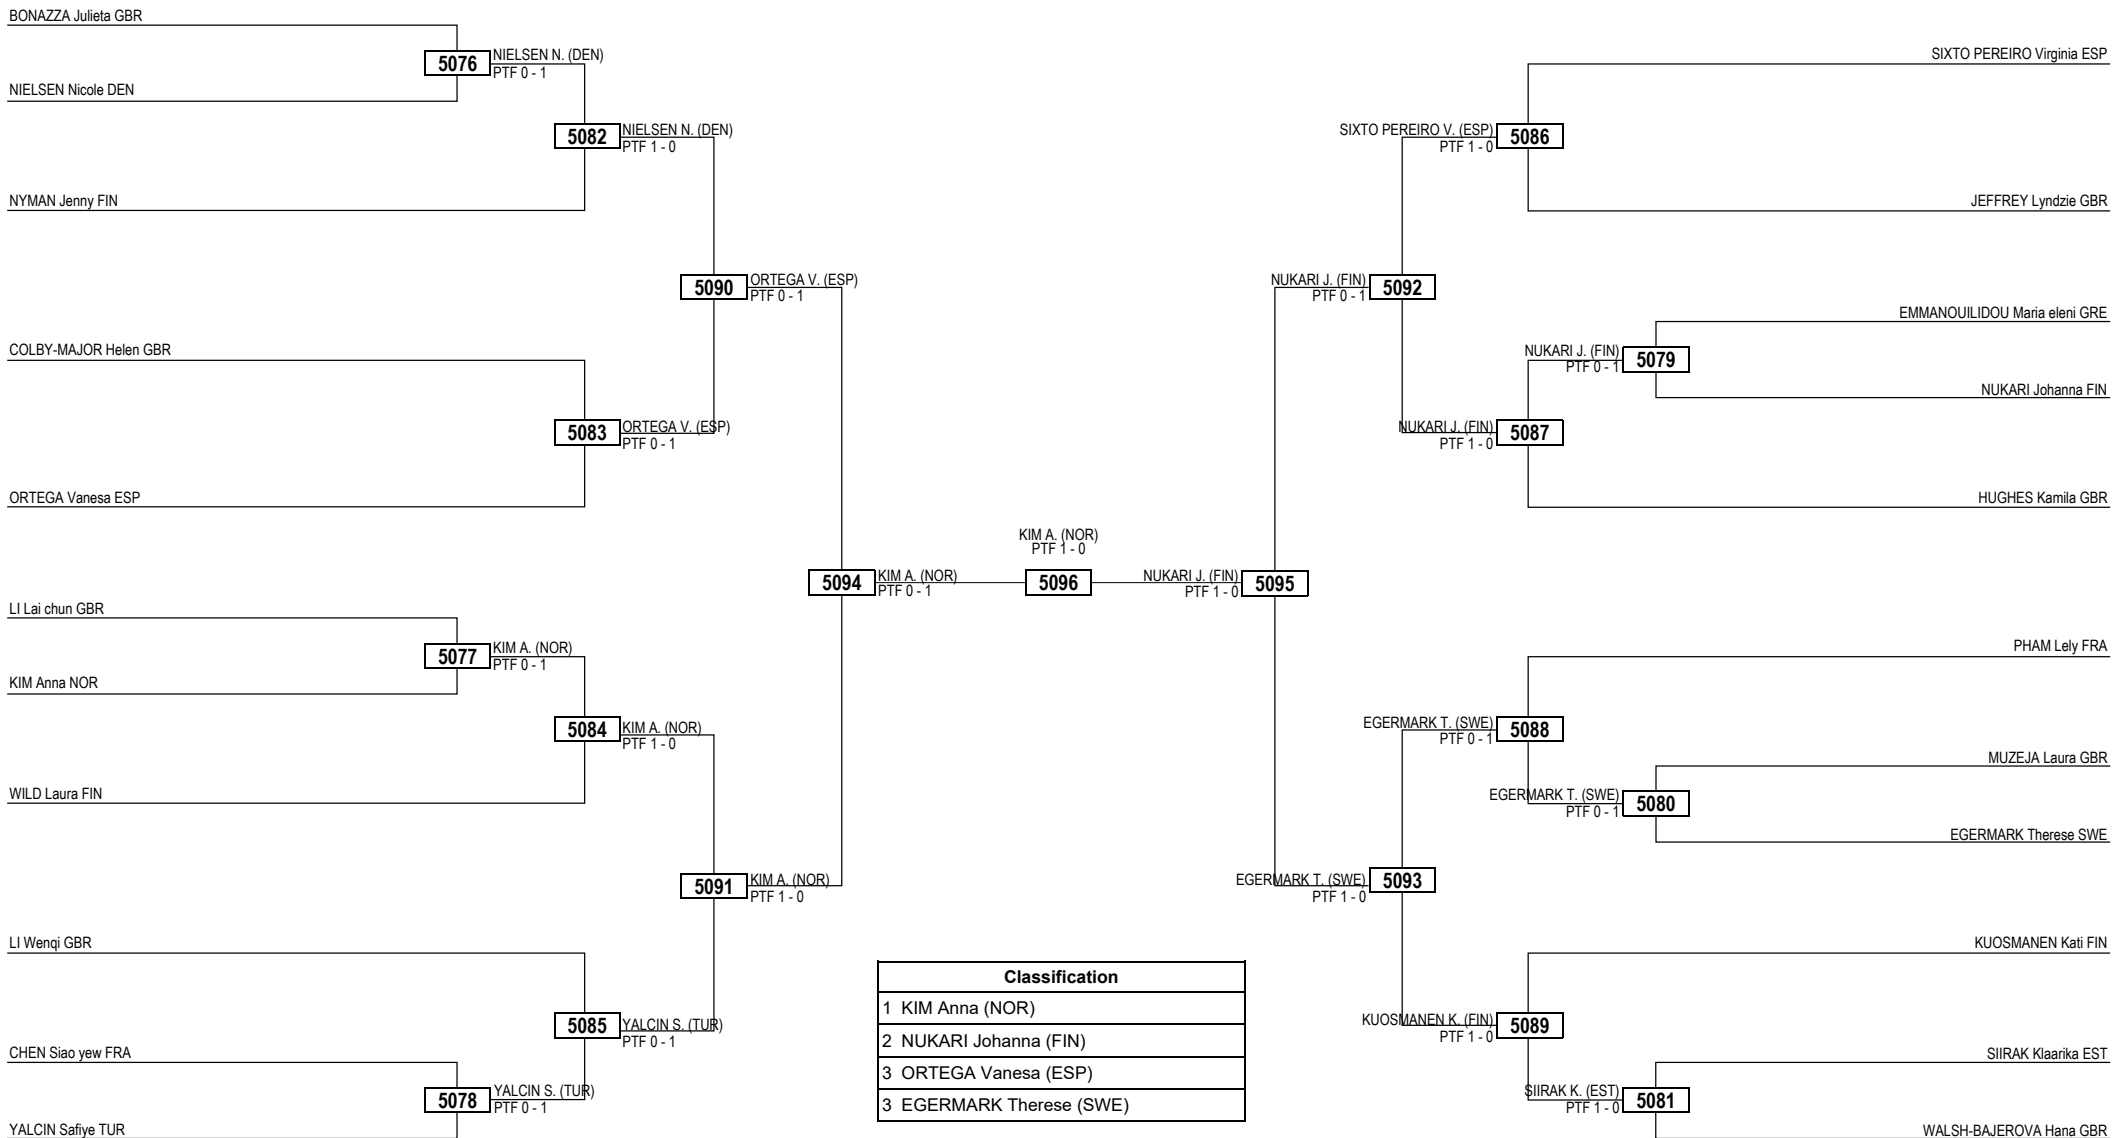 BONAZZA Julieta GBR
5076
NIELSEN N. (DEN)
PTF 0 - 1
NIELSEN Nicole DEN
5082
NIELSEN N. (DEN)
PTF 1 - 0
NYMAN Jenny FIN
5090
ORTEGA V. (ESP)
PTF 0 - 1
COLBY-MAJOR Helen GBR
5083
ORTEGA V. (ESP)
PTF 0 - 1
ORTEGA Vanesa ESP
5094
KIM A. (NOR)
PTF 0 - 1
LI Lai chun GBR
5077
KIM A. (NOR)
PTF 0 - 1
KIM Anna NOR
5084
KIM A. (NOR)
PTF 1 - 0
WILD Laura FIN
5091
KIM A. (NOR)
PTF 1 - 0
LI Wenqi GBR
5085
YALCIN S. (TUR)
PTF 0 - 1
CHEN Siao yew FRA
5078
YALCIN S. (TUR)
PTF 0 - 1
YALCIN Safiye TUR
KIM A. (NOR)
PTF 1 - 0
5096
SIXTO PEREIRO Virginia ESP
SIXTO PEREIRO V. (ESP)
PTF 1 - 0
5086
JEFFREY Lyndzie GBR
NUKARI J. (FIN)
PTF 0 - 1
5092
EMMANOUILIDOU Maria eleni GRE
NUKARI J. (FIN)
PTF 0 - 1
5079
NUKARI Johanna FIN
NUKARI J. (FIN)
PTF 1 - 0
5087
HUGHES Kamila GBR
NUKARI J. (FIN)
PTF 1 - 0
5095
PHAM Lely FRA
EGERMARK T. (SWE)
PTF 0 - 1
5088
MUZEJA Laura GBR
EGERMARK T. (SWE)
PTF 0 - 1
5080
EGERMARK Therese SWE
EGERMARK T. (SWE)
PTF 1 - 0
5093
KUOSMANEN Kati FIN
KUOSMANEN K. (FIN)
PTF 1 - 0
5089
SIIRAK Klaarika EST
SIIRAK K. (EST)
PTF 1 - 0
5081
WALSH-BAJEROVA Hana GBR
Classification
1 KIM Anna (NOR)
2 NUKARI Johanna (FIN)
3 ORTEGA Vanesa (ESP)
3 EGERMARK Therese (SWE)